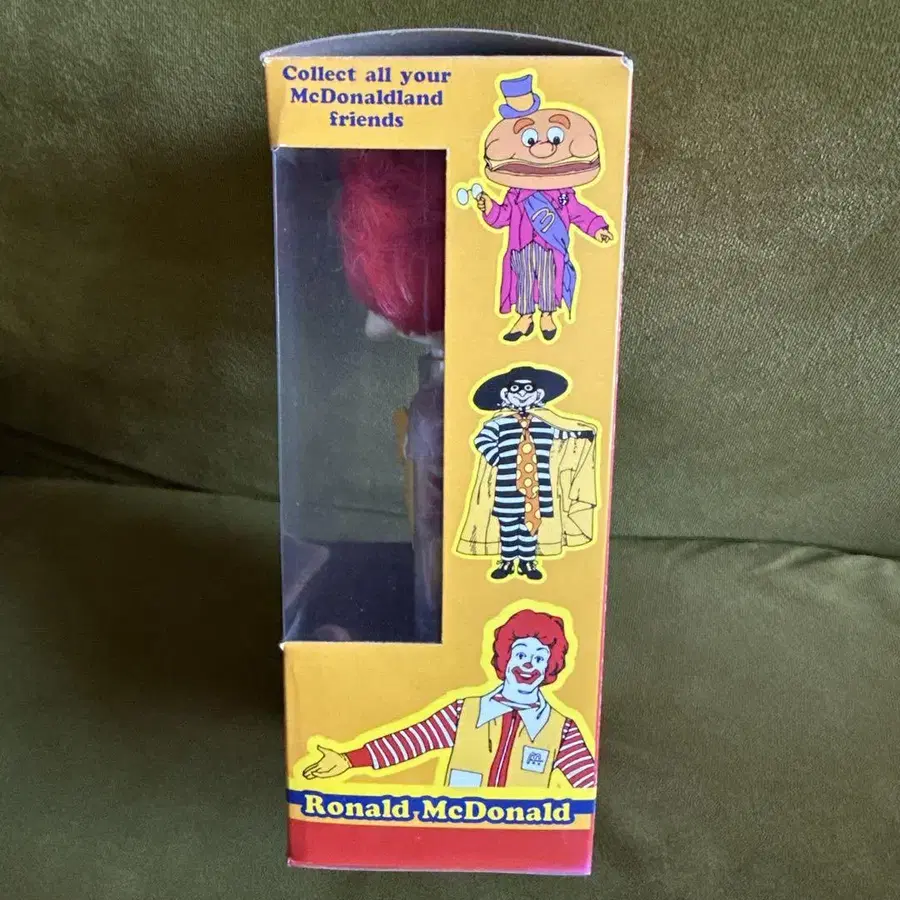 Collect all your
McDonaldland
friends
Ronald McDonald